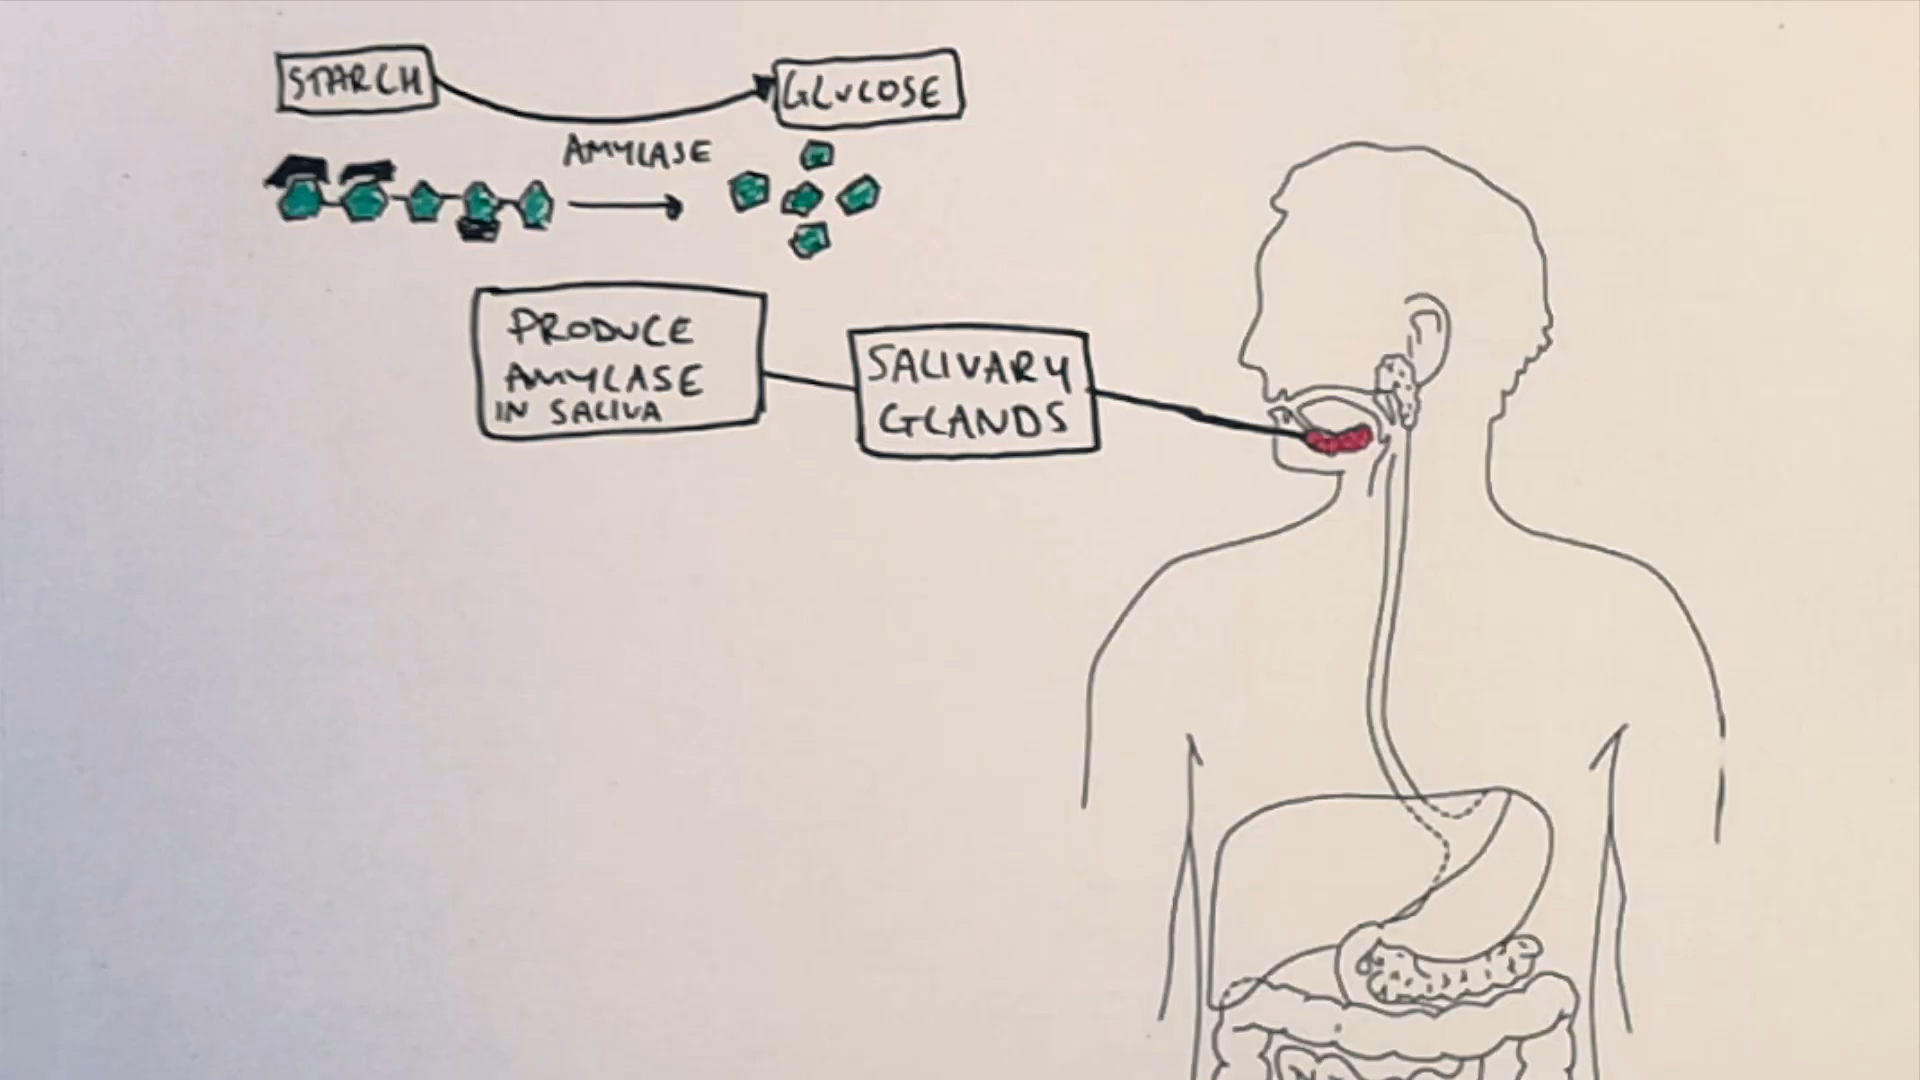 STARCH
GLUCOSE
AMYLASE
PRODUCE
AMYLASE
IN SALIVA
SALIVARY
GLANDS